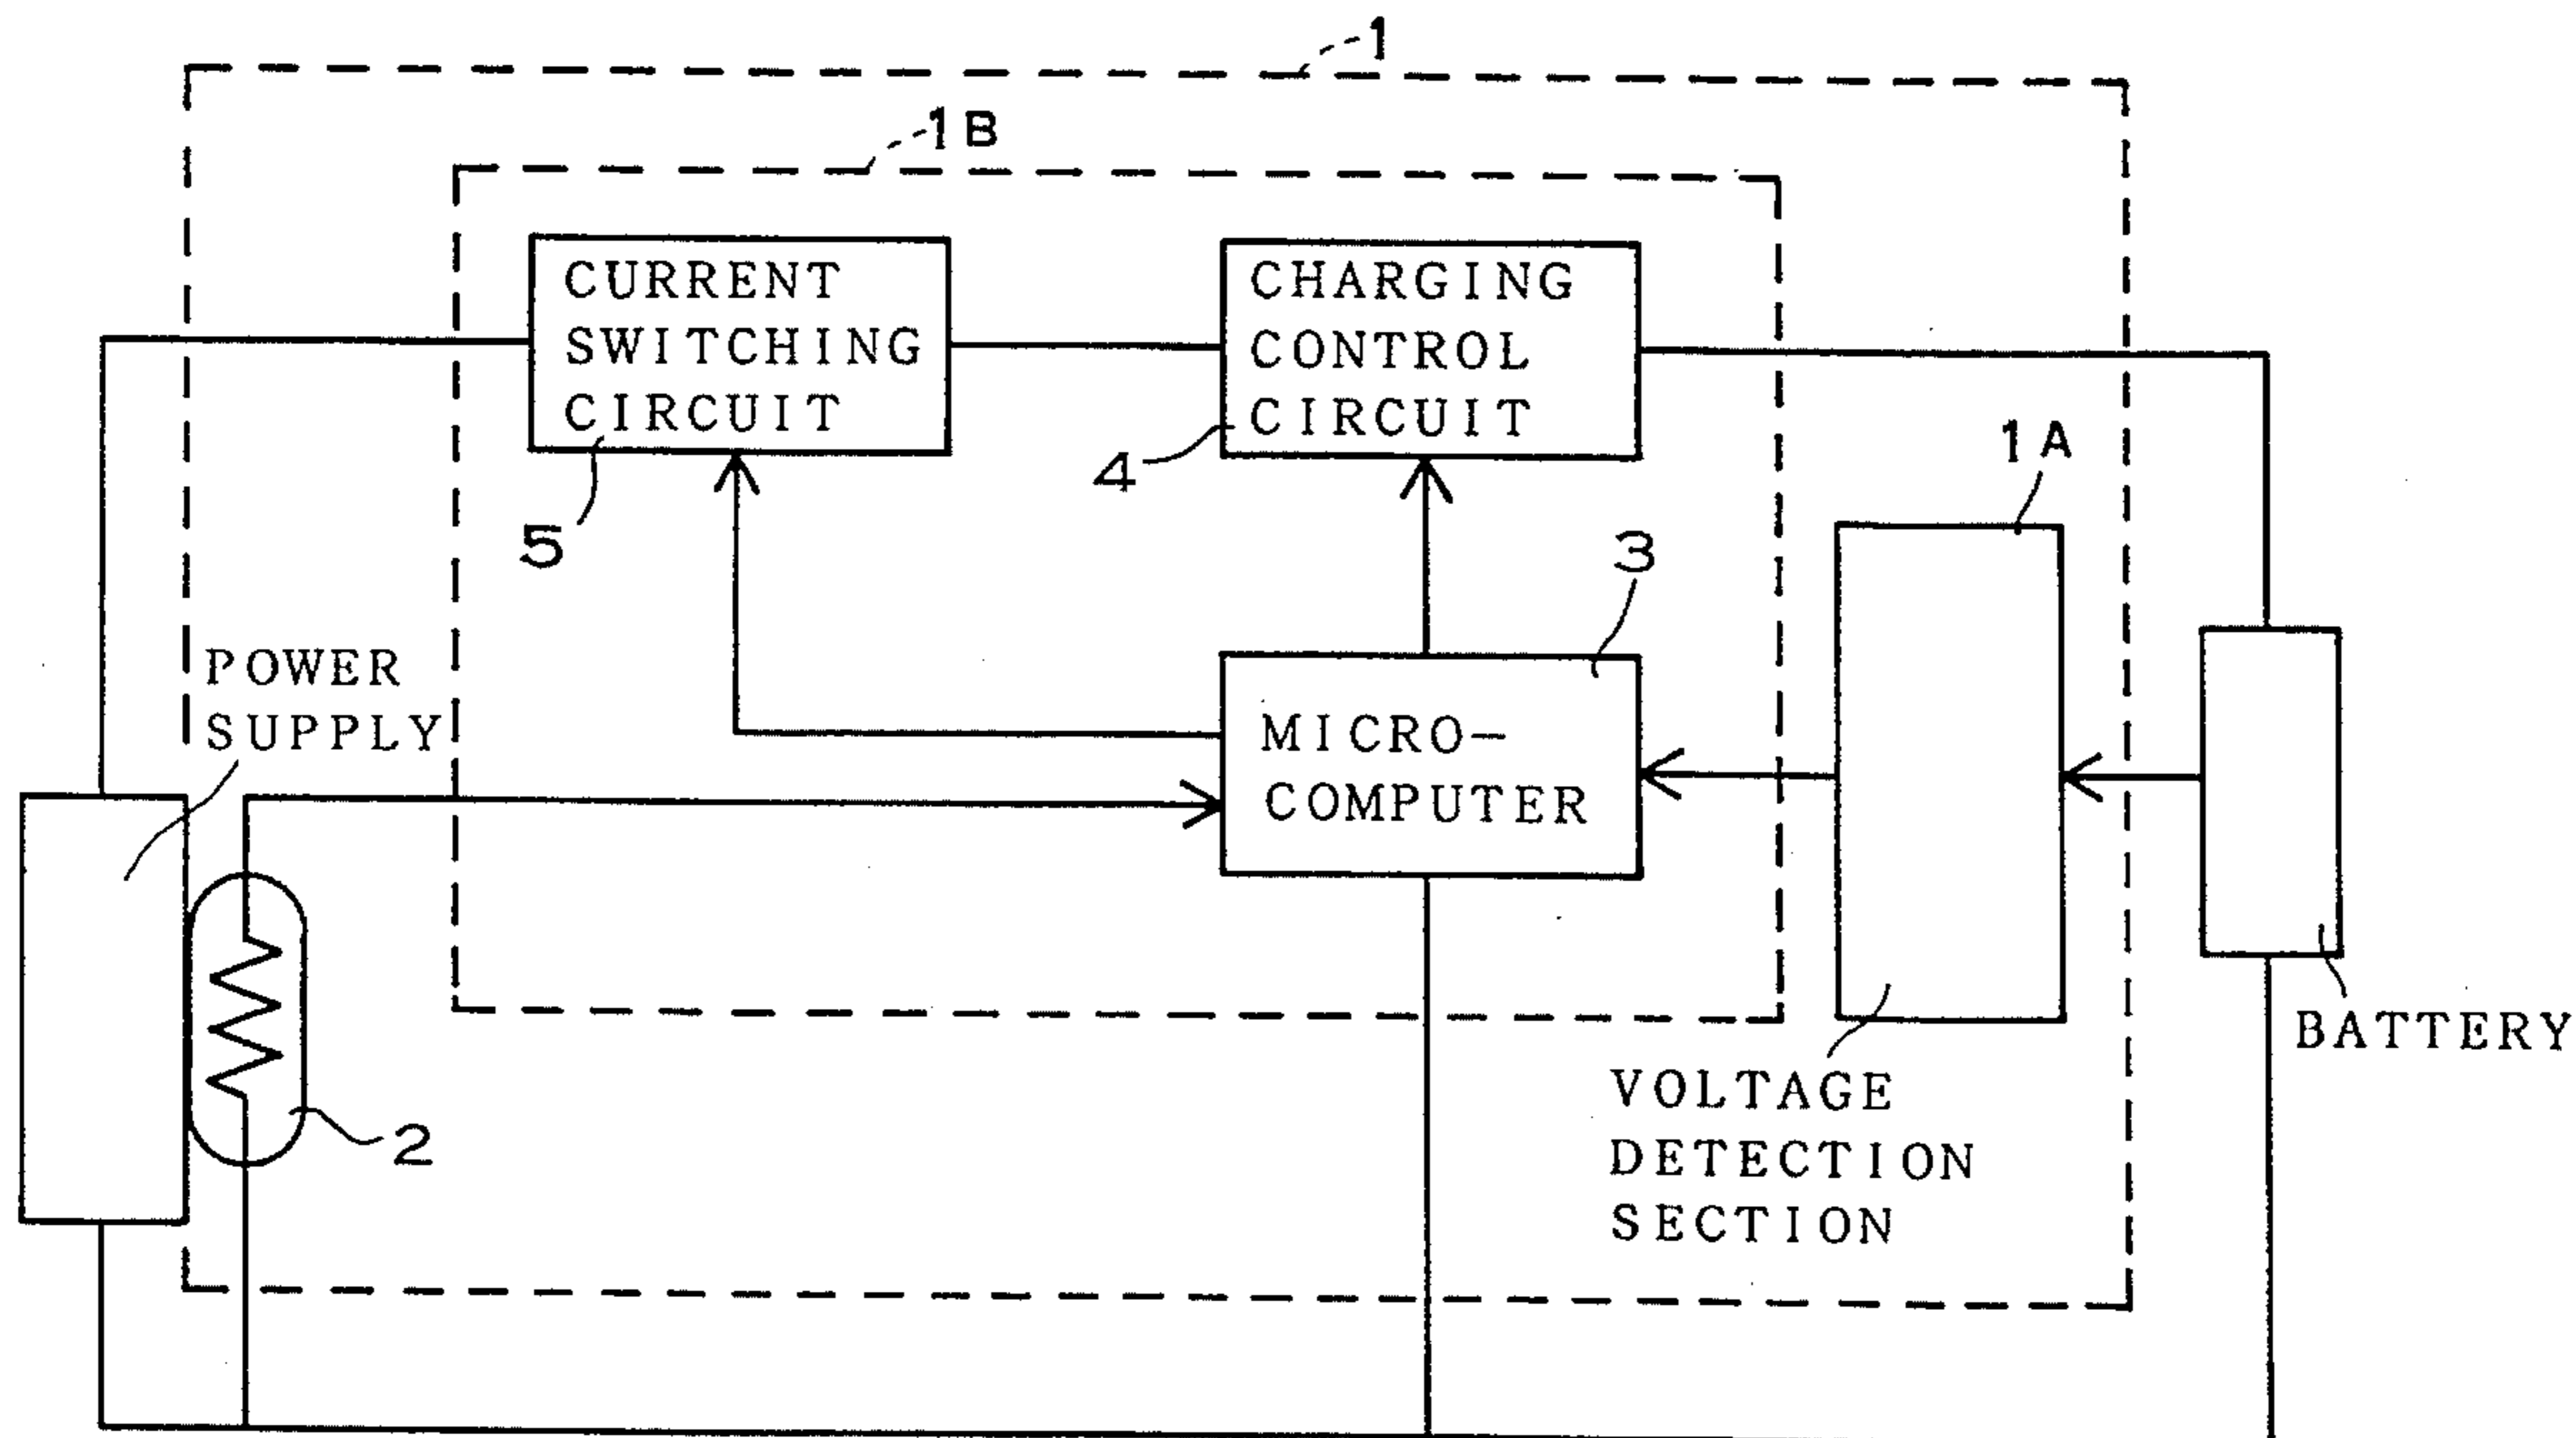 1
1B
CURRENT
SWITCHING
CIRCUIT
5
CHARGING
CONTROL
CIRCUIT
4
1A
3
POWER
SUPPLY
MICRO-
COMPUTER
2
BATTERY
VOLTAGE
DETECTION
SECTION